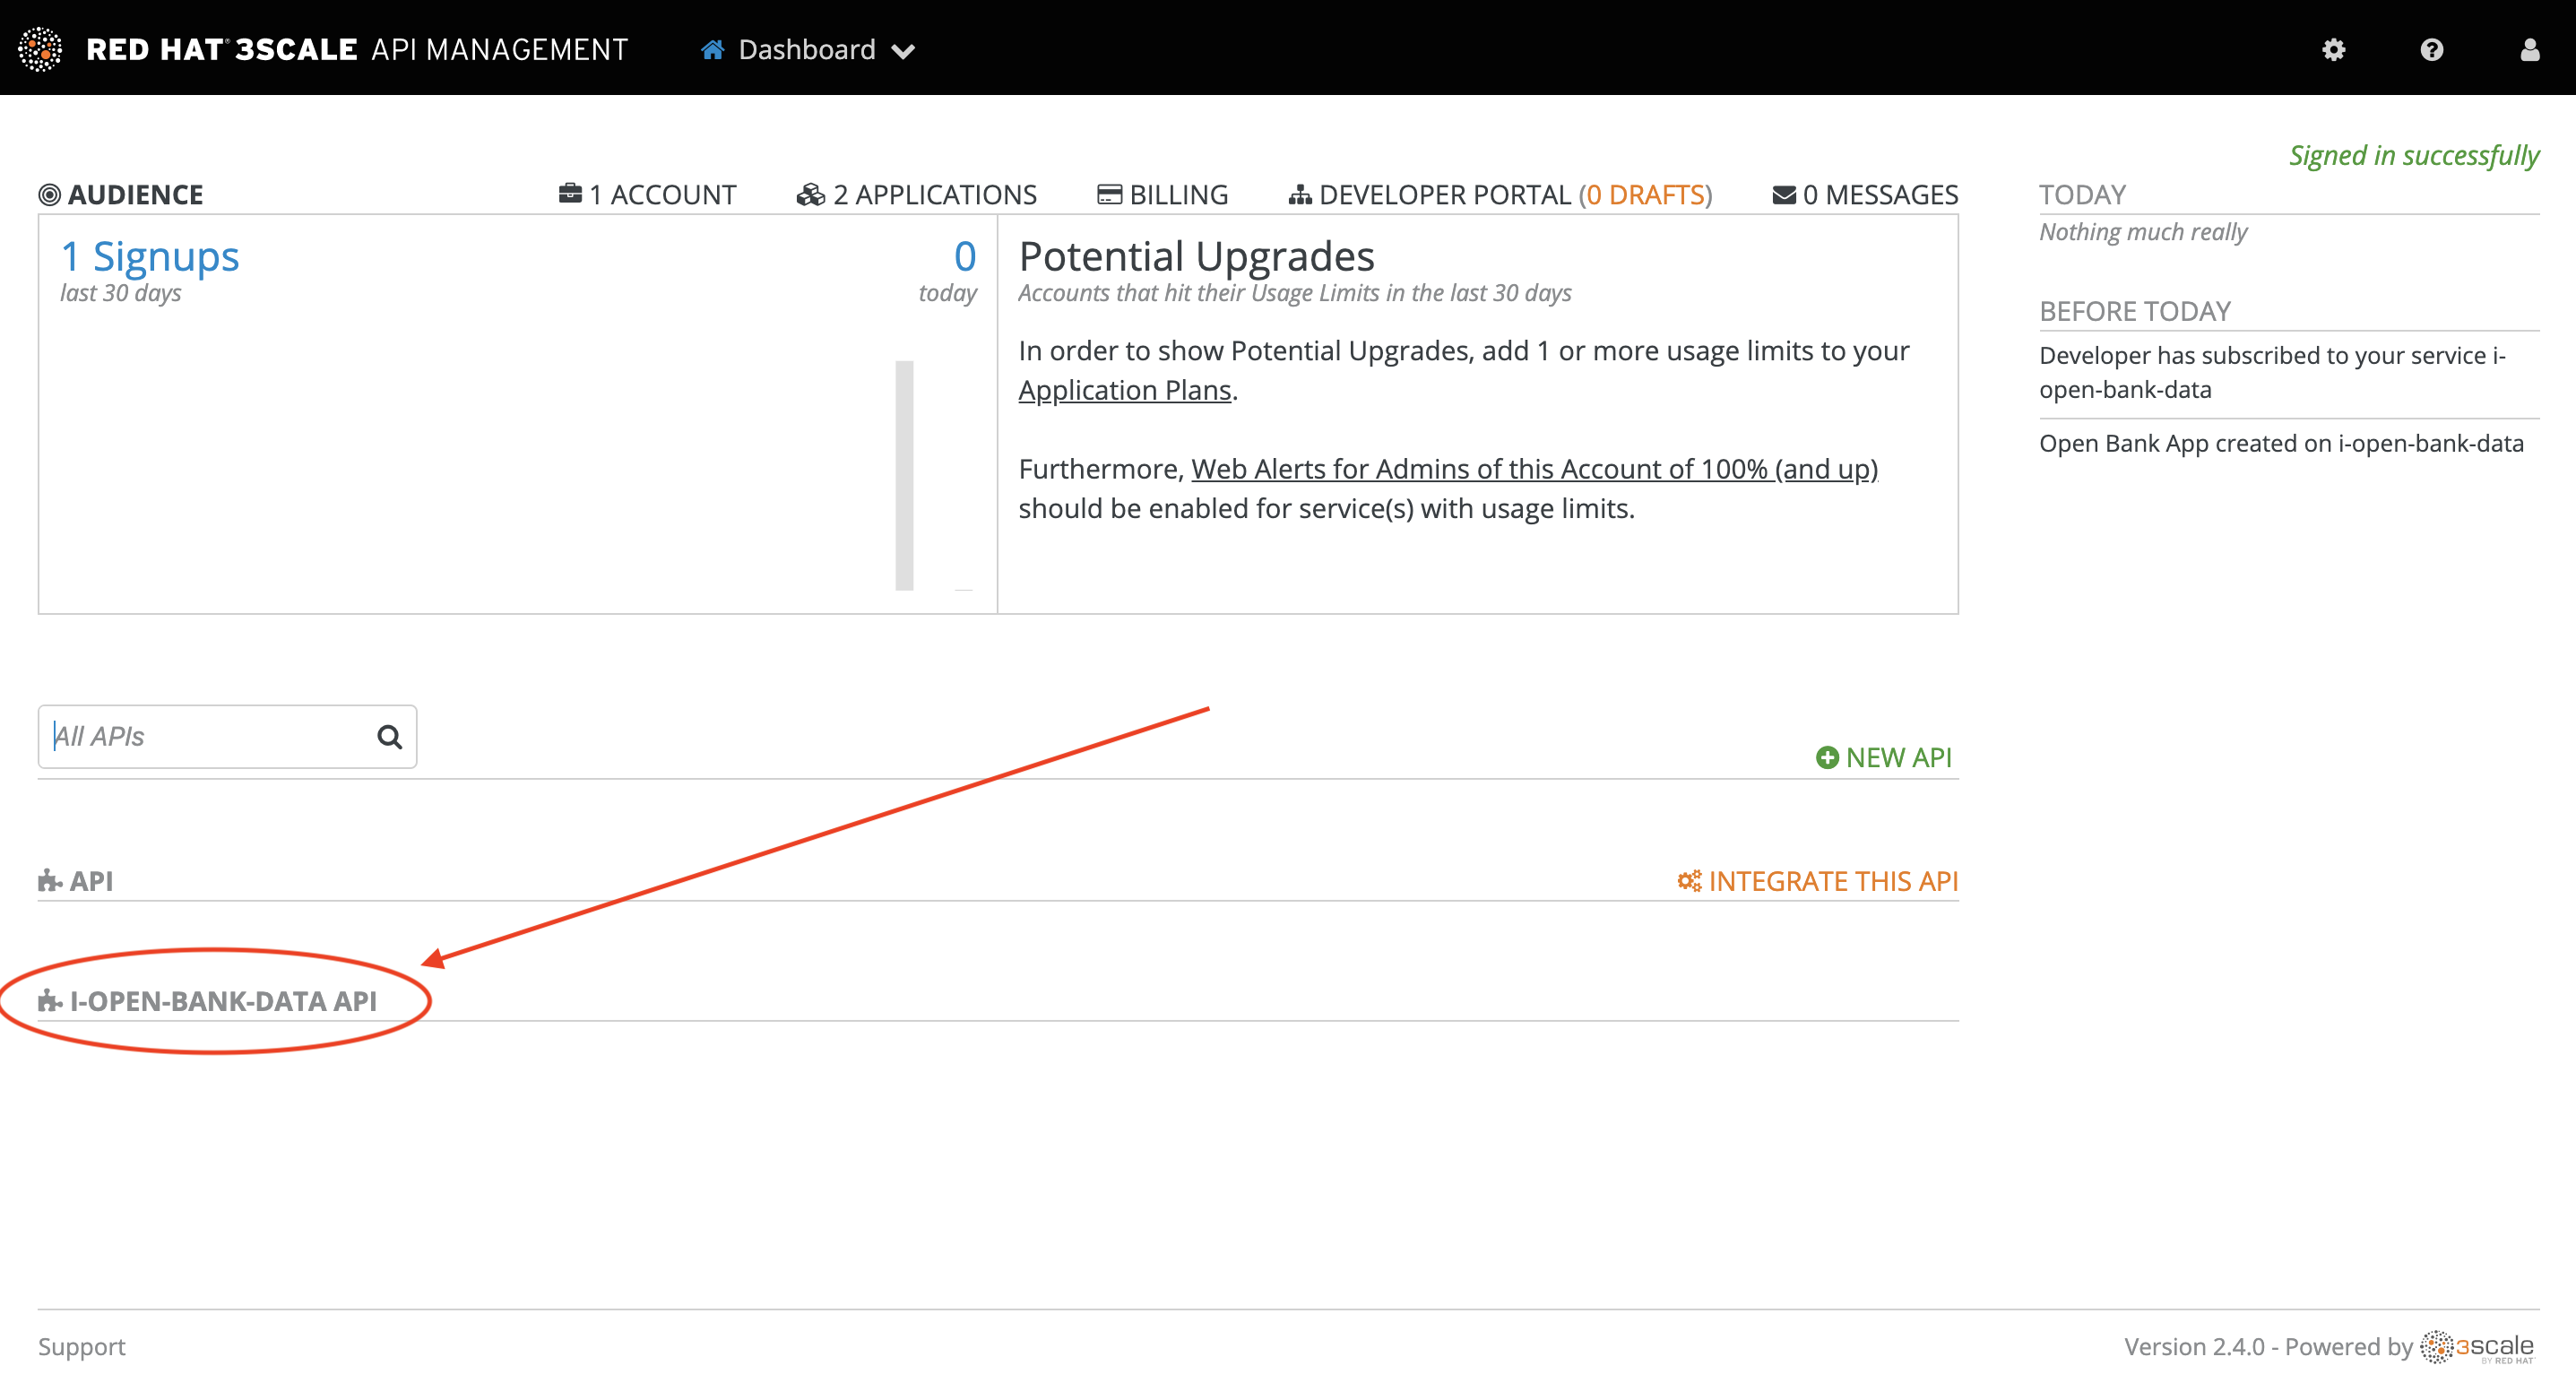 RED HAT® 3SCALE API MANAGEMENT
Dashboard
Signed in successfully
AUDIENCE
1 ACCOUNT
2 APPLICATIONS
BILLING
DEVELOPER PORTAL (0 DRAFTS)
0 MESSAGES
1 Signups
last 30 days
0
today
Potential Upgrades
Accounts that hit their Usage Limits in the last 30 days
In order to show Potential Upgrades, add 1 or more usage limits to your
Application Plans.
Furthermore, Web Alerts for Admins of this Account of 100% (and up)
should be enabled for service(s) with usage limits.
TODAY
Nothing much really
BEFORE TODAY
Developer has subscribed to your service i-
open-bank-data
Open Bank App created on i-open-bank-data
All APIs
NEW API
API
INTEGRATE THIS API
I-OPEN-BANK-DATA API
Support
Version 2.4.0 - Powered by 3scale
BY RED HAT